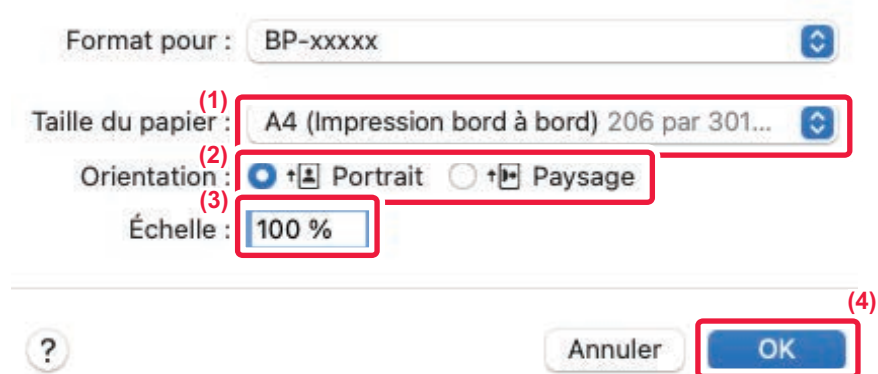 Format pour : BP-xxxxx
(1)
Taille du papier : A4 (Impression bord à bord) 206 par 301...
(2)
Orientation : Portrait Paysage
(3)
Échelle : 100 %
(4)
? Annuler OK